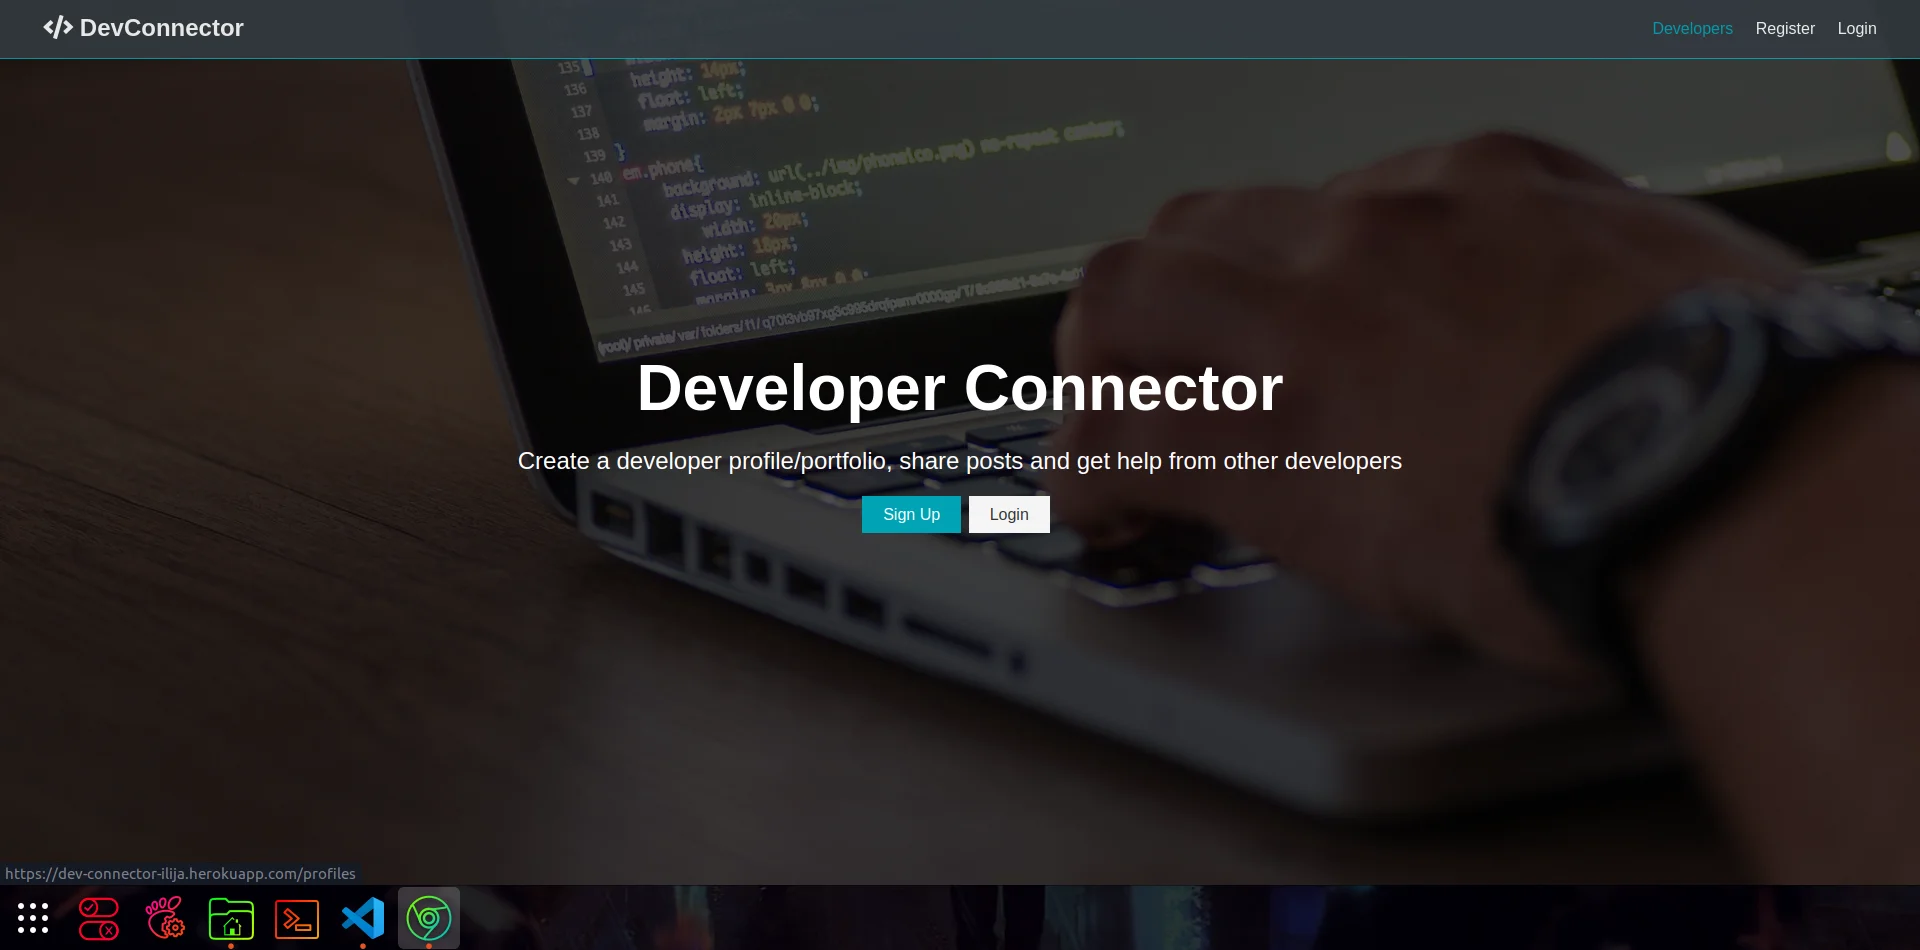 DevConnector
Developers Register Login
135
136 height: 14px;
137 float: left;
138 margin: 2px 7px 0 0;
139 }
140 em.phone{
141 background: url(../img/phoneico.png) no-repeat center;
142 display: inline-block;
143 width: 20px;
144 height: 18px;
145 float: left;
146
Developer Connector
Create a developer profile/portfolio, share posts and get help from other developers
Sign Up Login
https://dev-connector-ilija.herokuapp.com/profiles